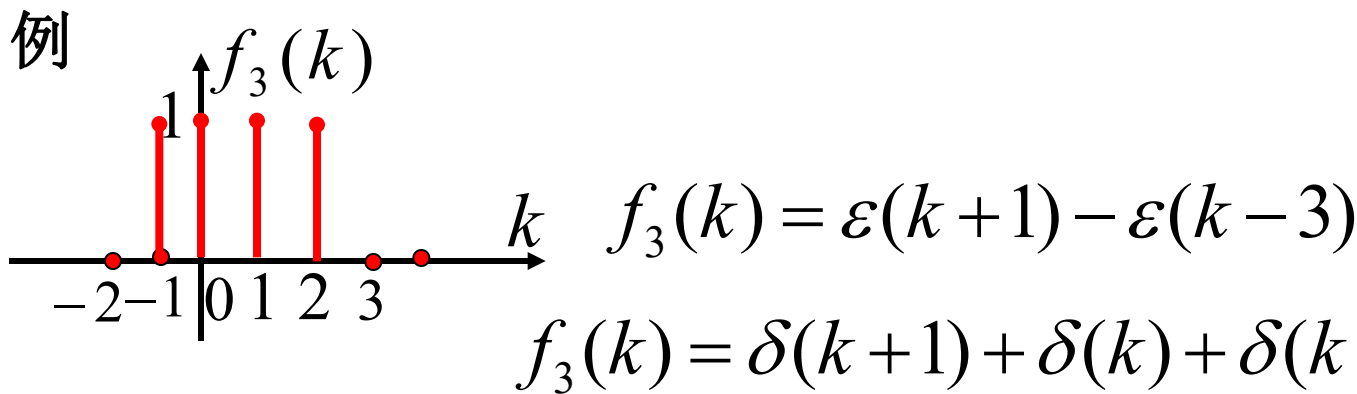 例
f₃(k)
1
k
−2 −1 0 1 2 3
f₃(k) = ε(k+1) − ε(k−3)
f₃(k) = δ(k+1) + δ(k) + δ(k